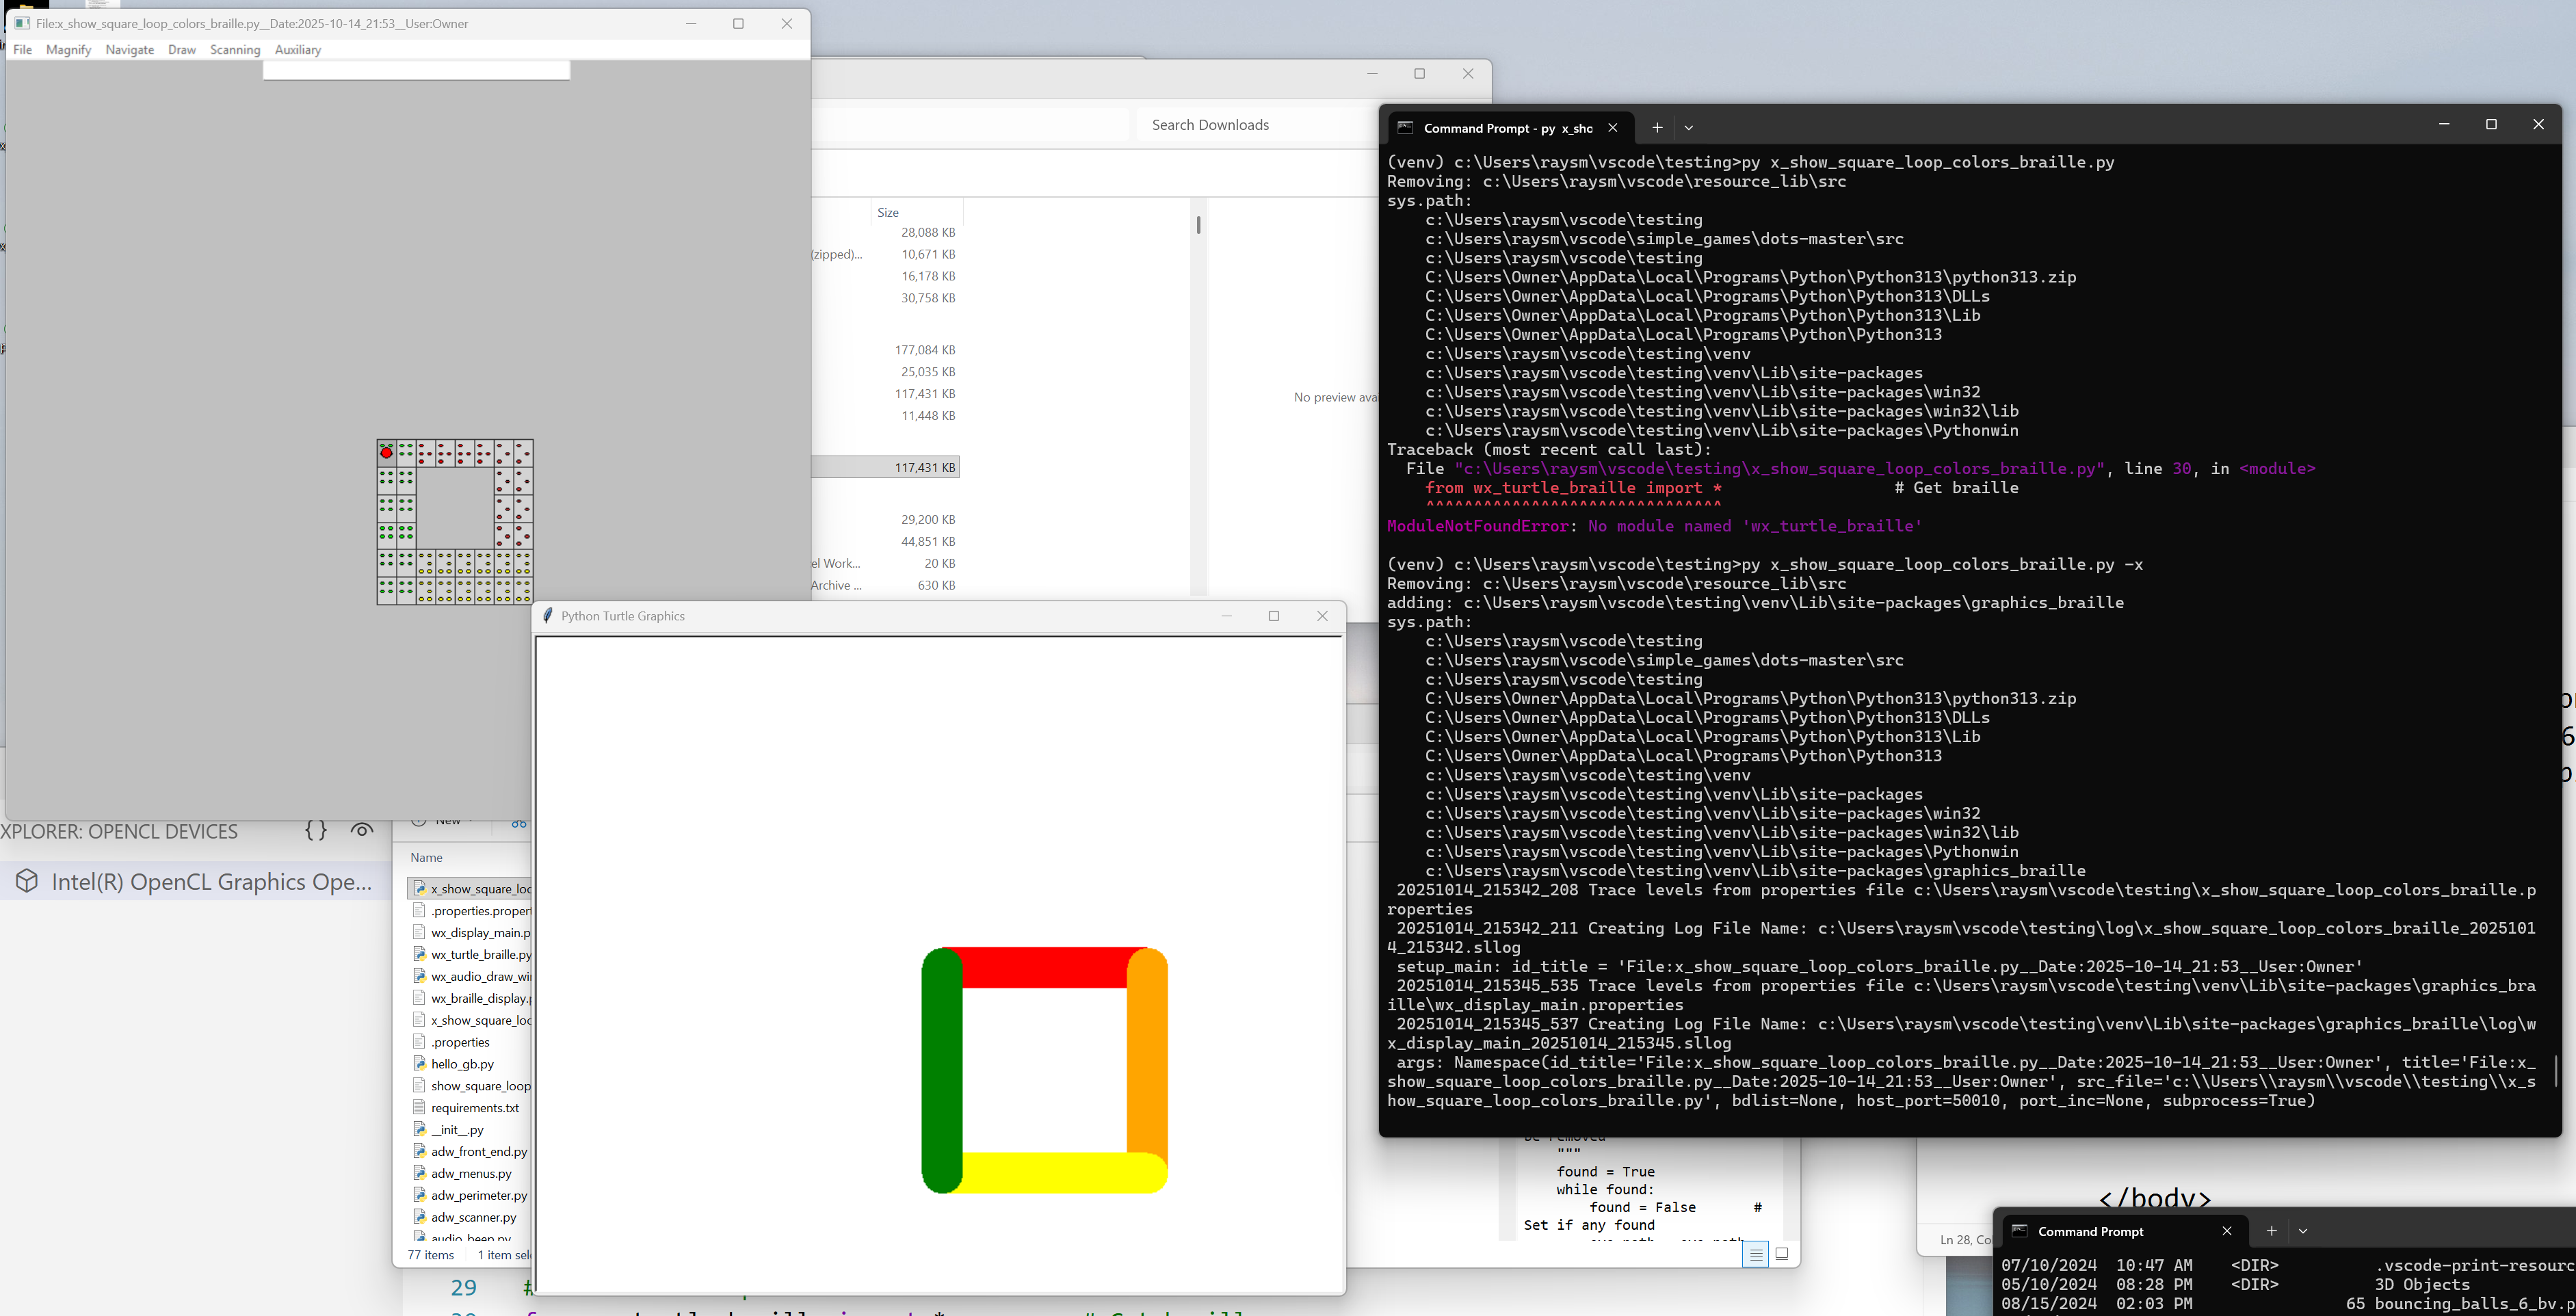 File:x_show_square_loop_colors_braille.py__Date:2025-10-14_21:53__User:Owner
File Magnify Navigate Draw Scanning Auxiliary
Search Downloads
Size
28,088 KB
(zipped)... 10,671 KB
16,178 KB
30,758 KB
177,084 KB
25,035 KB
117,431 KB
11,448 KB
117,431 KB
29,200 KB
44,851 KB
el Work... 20 KB
Archive ... 630 KB
No preview ava
Python Turtle Graphics
XPLORER: OPENCL DEVICES
Intel(R) OpenCL Graphics Ope...
New
Name
x_show_square_loo
.properties.propert
wx_display_main.p
wx_turtle_braille.py
wx_audio_draw_wi
wx_braille_display.p
x_show_square_loo
.properties
hello_gb.py
show_square_loop
requirements.txt
__init__.py
adw_front_end.py
adw_menus.py
adw_perimeter.py
adw_scanner.py
audio_beep.py
77 items 1 item sele
29 #
Command Prompt - py x_sho
(venv) c:\Users\raysm\vscode\testing>py x_show_square_loop_colors_braille.py
Removing: c:\Users\raysm\vscode\resource_lib\src
sys.path:
c:\Users\raysm\vscode\testing
c:\Users\raysm\vscode\simple_games\dots-master\src
c:\Users\raysm\vscode\testing
C:\Users\Owner\AppData\Local\Programs\Python\Python313\python313.zip
C:\Users\Owner\AppData\Local\Programs\Python\Python313\DLLs
C:\Users\Owner\AppData\Local\Programs\Python\Python313\Lib
C:\Users\Owner\AppData\Local\Programs\Python\Python313
c:\Users\raysm\vscode\testing\venv
c:\Users\raysm\vscode\testing\venv\Lib\site-packages
c:\Users\raysm\vscode\testing\venv\Lib\site-packages\win32
c:\Users\raysm\vscode\testing\venv\Lib\site-packages\win32\lib
c:\Users\raysm\vscode\testing\venv\Lib\site-packages\Pythonwin
Traceback (most recent call last):
File "c:\Users\raysm\vscode\testing\x_show_square_loop_colors_braille.py", line 30, in <module>
from wx_turtle_braille import * # Get braille
^^^^^^^^^^^^^^^^^^^^^^^^^^^^^^^
ModuleNotFoundError: No module named 'wx_turtle_braille'
(venv) c:\Users\raysm\vscode\testing>py x_show_square_loop_colors_braille.py -x
Removing: c:\Users\raysm\vscode\resource_lib\src
adding: c:\Users\raysm\vscode\testing\venv\Lib\site-packages\graphics_braille
sys.path:
c:\Users\raysm\vscode\testing
c:\Users\raysm\vscode\simple_games\dots-master\src
c:\Users\raysm\vscode\testing
C:\Users\Owner\AppData\Local\Programs\Python\Python313\python313.zip
C:\Users\Owner\AppData\Local\Programs\Python\Python313\DLLs
C:\Users\Owner\AppData\Local\Programs\Python\Python313\Lib
C:\Users\Owner\AppData\Local\Programs\Python\Python313
c:\Users\raysm\vscode\testing\venv
c:\Users\raysm\vscode\testing\venv\Lib\site-packages
c:\Users\raysm\vscode\testing\venv\Lib\site-packages\win32
c:\Users\raysm\vscode\testing\venv\Lib\site-packages\win32\lib
c:\Users\raysm\vscode\testing\venv\Lib\site-packages\Pythonwin
c:\Users\raysm\vscode\testing\venv\Lib\site-packages\graphics_braille
20251014_215342_208 Trace levels from properties file c:\Users\raysm\vscode\testing\x_show_square_loop_colors_braille.p
roperties
20251014_215342_211 Creating Log File Name: c:\Users\raysm\vscode\testing\log\x_show_square_loop_colors_braille_2025101
4_215342.sllog
setup_main: id_title = 'File:x_show_square_loop_colors_braille.py__Date:2025-10-14_21:53__User:Owner'
20251014_215345_535 Trace levels from properties file c:\Users\raysm\vscode\testing\venv\Lib\site-packages\graphics_bra
ille\wx_display_main.properties
20251014_215345_537 Creating Log File Name: c:\Users\raysm\vscode\testing\venv\Lib\site-packages\graphics_braille\log\w
x_display_main_20251014_215345.sllog
args: Namespace(id_title='File:x_show_square_loop_colors_braille.py__Date:2025-10-14_21:53__User:Owner', title='File:x_
show_square_loop_colors_braille.py__Date:2025-10-14_21:53__User:Owner', src_file='c:\\Users\\raysm\\vscode\\testing\\x_s
how_square_loop_colors_braille.py', bdlist=None, host_port=50010, port_inc=None, subprocess=True)
"""
found = True
while found:
found = False #
Set if any found
</body>
Ln 28, Co
Command Prompt
07/10/2024 10:47 AM <DIR> .vscode-print-resourc
05/10/2024 08:28 PM <DIR> 3D Objects
08/15/2024 02:03 PM 65 bouncing_balls_6_bv.p